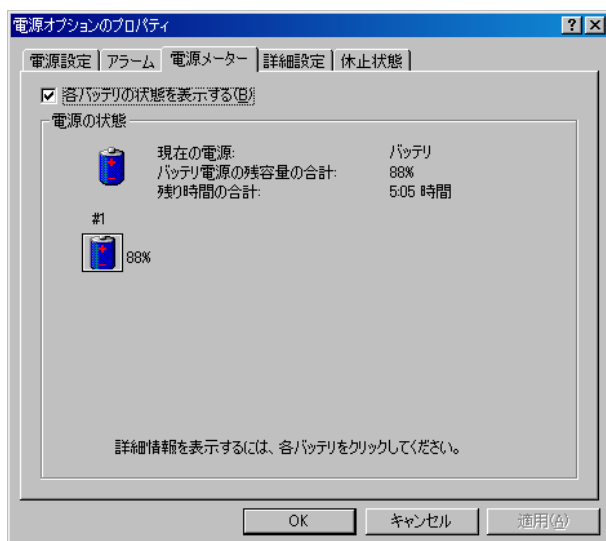 電源オプションのプロパティ
電源設定 アラーム 電源メーター 詳細設定 休止状態
各バッテリの状態を表示する(B)
電源の状態
現在の電源: バッテリ
バッテリ電源の残容量の合計: 88%
残り時間の合計: 5:05 時間
#1
88%
詳細情報を表示するには、各バッテリをクリックしてください。
OK キャンセル 適用(A)